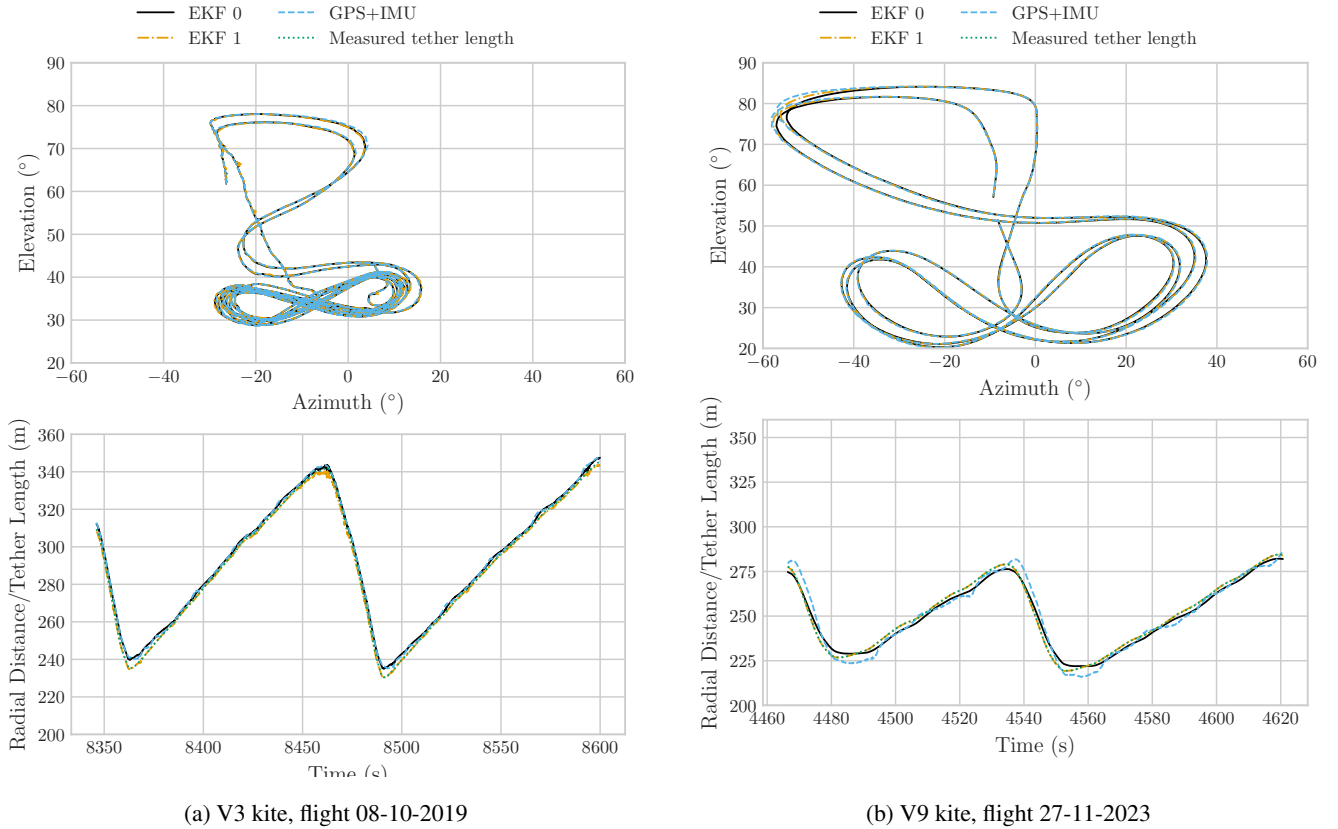 EKF 0
GPS+IMU
EKF 1
Measured tether length
90
80
70
60
50
40
30
20
Elevation (°)
−60 −40 −20 0 20 40 60
Azimuth (°)
360
340
320
300
280
260
240
220
200
Radial Distance/Tether Length (m)
8350 8400 8450 8500 8550 8600
Time (s)
(a) V3 kite, flight 08-10-2019
EKF 0
GPS+IMU
EKF 1
Measured tether length
90
80
70
60
50
40
30
20
Elevation (°)
−60 −40 −20 0 20 40 60
Azimuth (°)
350
325
300
275
250
225
200
Radial Distance/Tether Length (m)
4460 4480 4500 4520 4540 4560 4580 4600 4620
Time (s)
(b) V9 kite, flight 27-11-2023